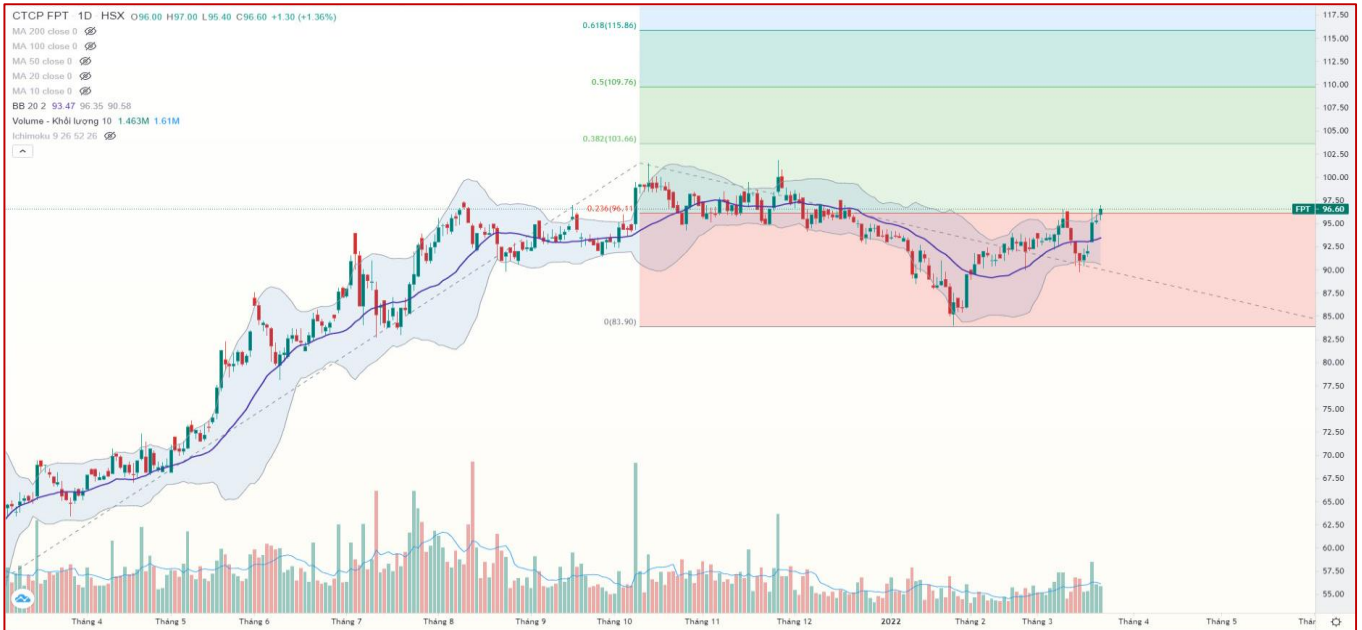 CTCP FPT · 1D · HSX O96.00 H97.00 L95.40 C96.60 +1.30 (+1.36%)
MA 200 close 0
MA 100 close 0
MA 50 close 0
MA 20 close 0
MA 10 close 0
BB 20 2 93.47 96.35 90.58
Volume - Khối lượng 10 1.463M 1.61M
Ichimoku 9 26 52 26
0.618(115.86)
0.5(109.76)
0.382(103.66)
0.236(96.11)
0(83.90)
117.50
115.00
112.50
110.00
107.50
105.00
102.50
100.00
97.50
FPT 96.60
95.00
92.50
90.00
87.50
85.00
82.50
80.00
77.50
75.00
72.50
70.00
67.50
65.00
62.50
60.00
57.50
55.00
Tháng 4 Tháng 5 Tháng 6 Tháng 7 Tháng 8 Tháng 9 Tháng 10 Tháng 11 Tháng 12 2022 Tháng 2 Tháng 3 Tháng 4 Tháng 5